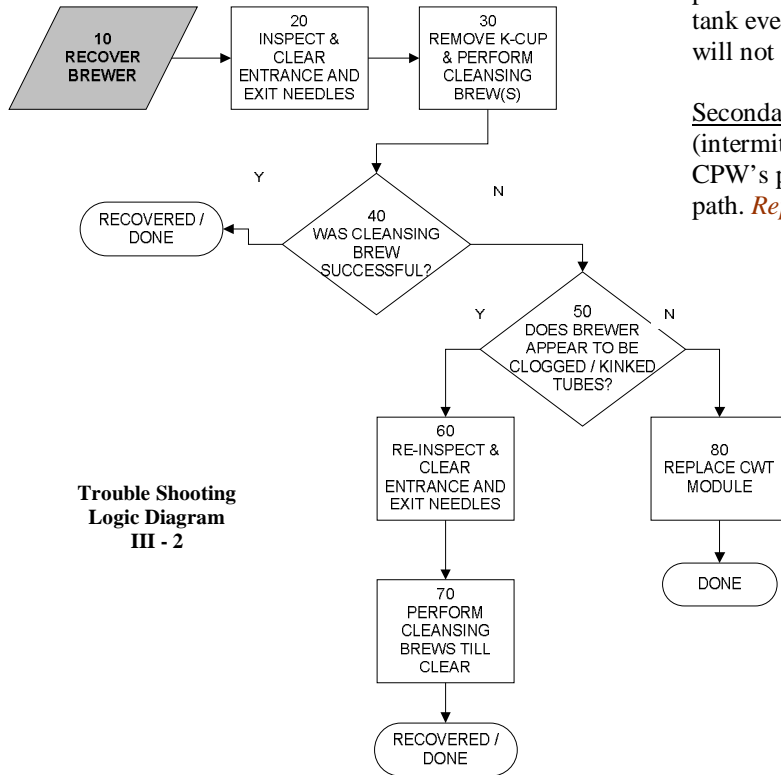 10
RECOVER
BREWER
20
INSPECT &
CLEAR
ENTRANCE AND
EXIT NEEDLES
30
REMOVE K-CUP
& PERFORM
CLEANSING
BREW(S)
tank eve
will not
Seconda
(intermit
CPW's p
path. Rep
Y
N
RECOVERED /
DONE
40
WAS CLEANSING
BREW
SUCCESSFUL?
Y
N
50
DOES BREWER
APPEAR TO BE
CLOGGED / KINKED
TUBES?
60
RE-INSPECT &
CLEAR
ENTRANCE AND
EXIT NEEDLES
80
REPLACE CWT
MODULE
Trouble Shooting
Logic Diagram
III - 2
DONE
70
PERFORM
CLEANSING
BREWS TILL
CLEAR
RECOVERED /
DONE